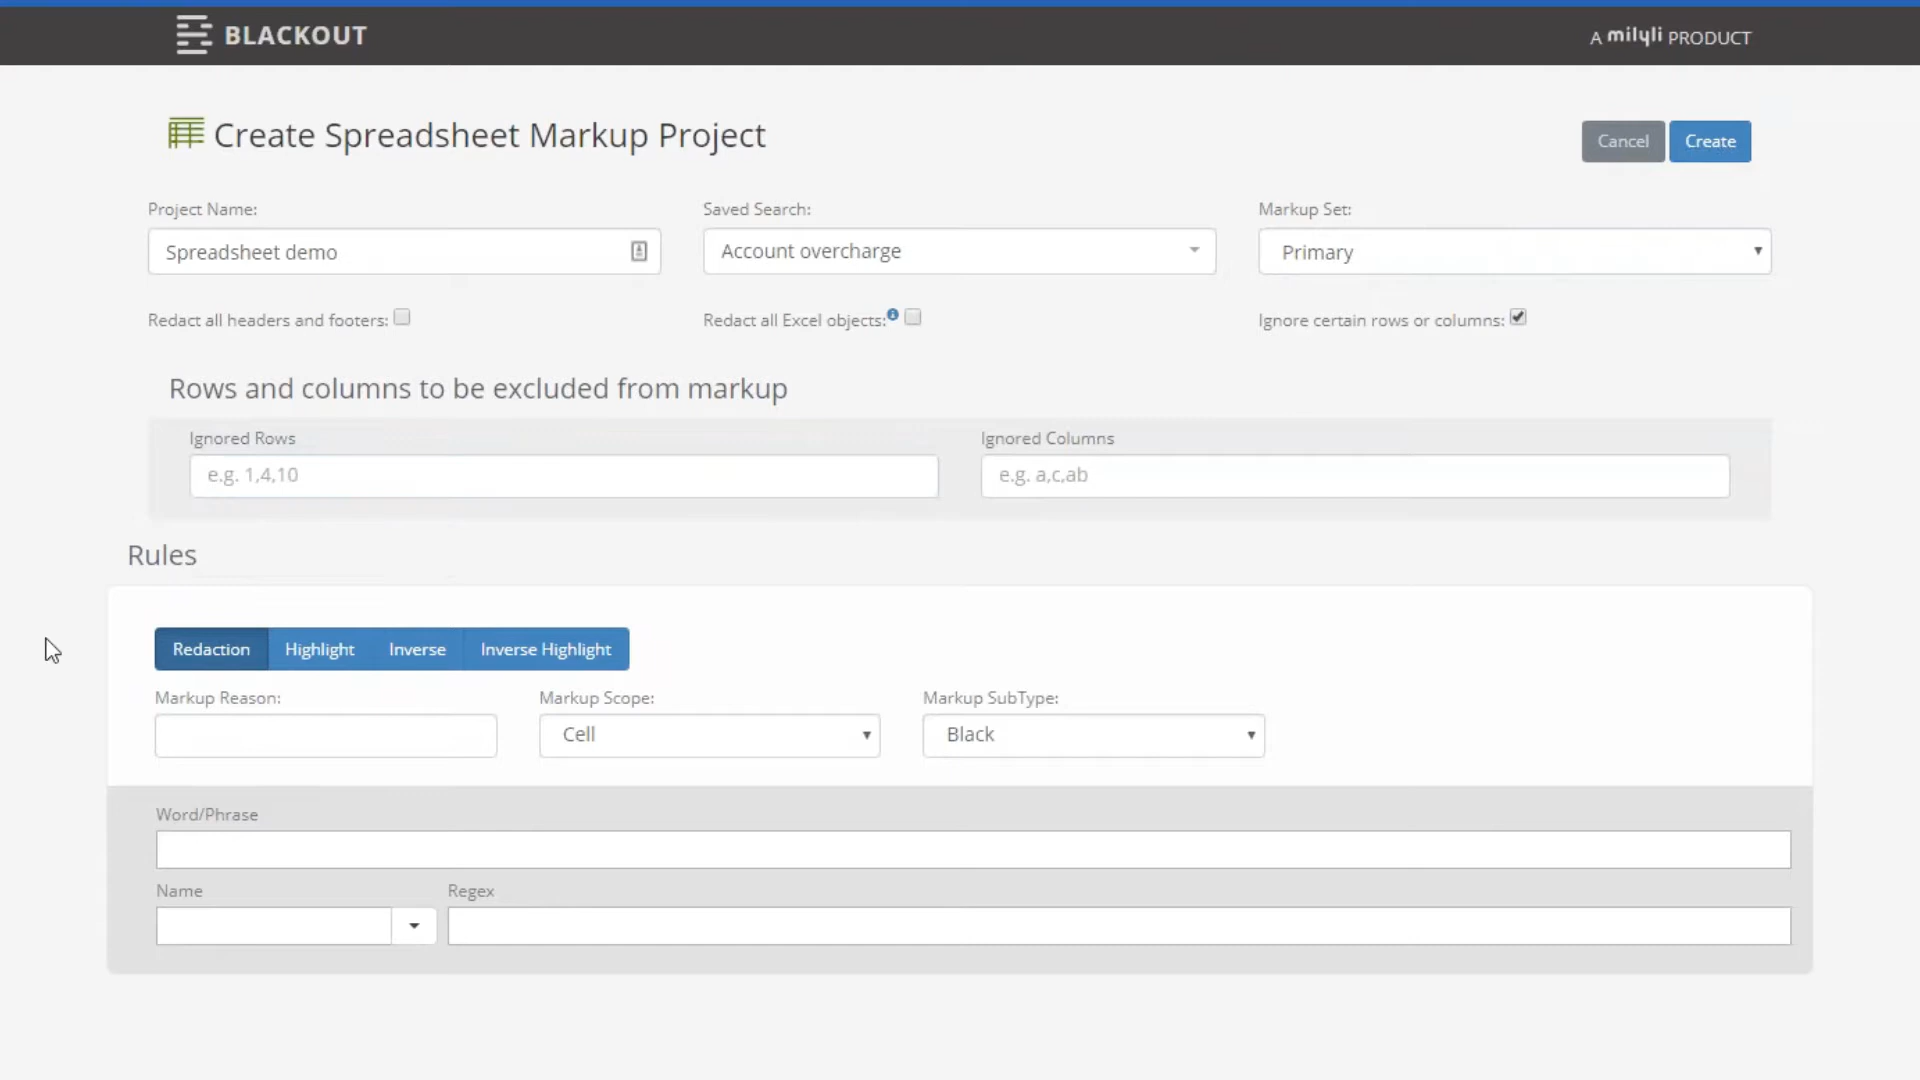 BLACKOUT
A milyli PRODUCT
Create Spreadsheet Markup Project
Cancel
Create
Project Name:
Saved Search:
Markup Set:
Spreadsheet demo
Account overcharge
Primary
Redact all headers and footers:
Redact all Excel objects:
Ignore certain rows or columns:
Rows and columns to be excluded from markup
Ignored Rows
Ignored Columns
e.g. 1,4,10
e.g. a,c,ab
Rules
Redaction
Highlight
Inverse
Inverse Highlight
Markup Reason:
Markup Scope:
Markup SubType:
Cell
Black
Word/Phrase
Name
Regex